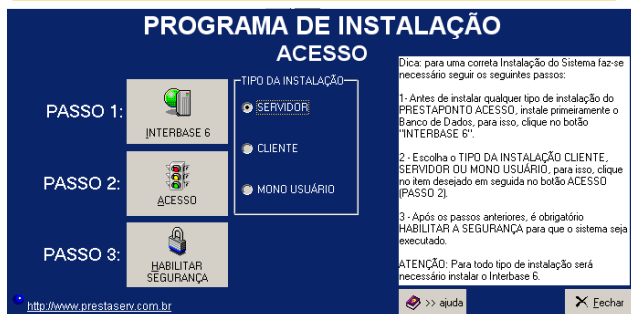 PROGRAMA DE INSTALAÇÃO
ACESSO
PASSO 1:
INTERBASE 6
PASSO 2:
ACESSO
PASSO 3:
HABILITAR
SEGURANÇA
TIPO DA INSTALAÇÃO
SERVIDOR
CLIENTE
MONO USUÁRIO
Dica: para uma correta Instalação do Sistema faz-se
necessário seguir os seguintes passos:
1- Antes de instalar qualquer tipo de instalação do
PRESTAPONTO ACESSO, instale primeiramente o
Banco de Dados, para isso, clique no botão
"INTERBASE 6".
2 - Escolha o TIPO DA INSTALAÇÃO CLIENTE,
SERVIDOR OU MONO USUÁRIO, para isso, clique
no item desejado em seguida no botão ACESSO
(PASSO 2).
3 - Após os passos anteriores, é obrigatório
HABILITAR A SEGURANÇA para que o sistema seja
executado.
ATENÇÃO: Para todo tipo de instalação será
necessário instalar o Interbase 6.
http://www.prestaserv.com.br
>> ajuda
Fechar